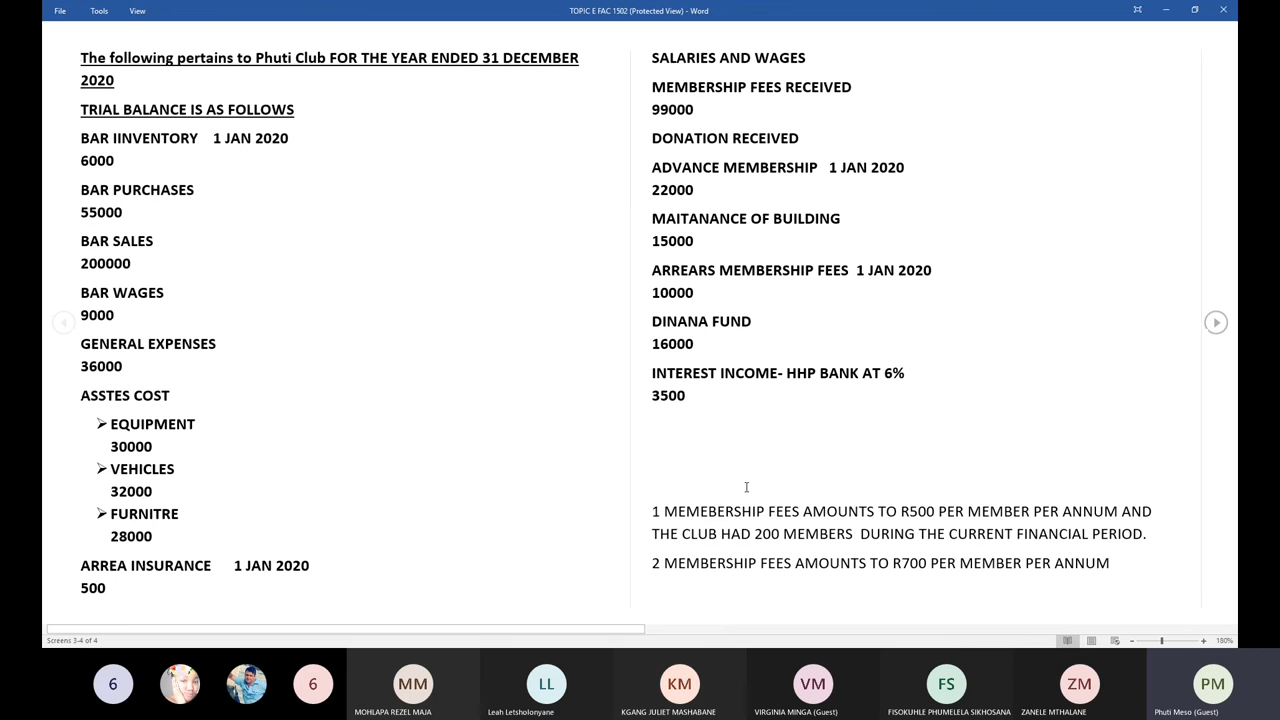 File Tools View TOPIC E FAC 1502 (Protected View) - Word
The following pertains to Phuti Club FOR THE YEAR ENDED 31 DECEMBER
2020
TRIAL BALANCE IS AS FOLLOWS
BAR IINVENTORY 1 JAN 2020
6000
BAR PURCHASES
55000
BAR SALES
200000
BAR WAGES
9000
GENERAL EXPENSES
36000
ASSTES COST
EQUIPMENT
30000
VEHICLES
32000
FURNITRE
28000
ARREA INSURANCE 1 JAN 2020
500
SALARIES AND WAGES
MEMBERSHIP FEES RECEIVED
99000
DONATION RECEIVED
ADVANCE MEMBERSHIP 1 JAN 2020
22000
MAITANANCE OF BUILDING
15000
ARREARS MEMBERSHIP FEES 1 JAN 2020
10000
DINANA FUND
16000
INTEREST INCOME- HHP BANK AT 6%
3500
1 MEMEBERSHIP FEES AMOUNTS TO R500 PER MEMBER PER ANNUM AND
THE CLUB HAD 200 MEMBERS DURING THE CURRENT FINANCIAL PERIOD.
2 MEMBERSHIP FEES AMOUNTS TO R700 PER MEMBER PER ANNUM
Screens 3-4 of 4 180%
6 6 MM LL KM VM FS ZM PM
MOHLAPA REZEL MAJA Leah Letsholonyane KGANG JULIET MASHABANE VIRGINIA MINGA (Guest) FISOKUHLE PHUMELELA SIKHOSANA ZANELE MTHALANE Phuti Meso (Guest)